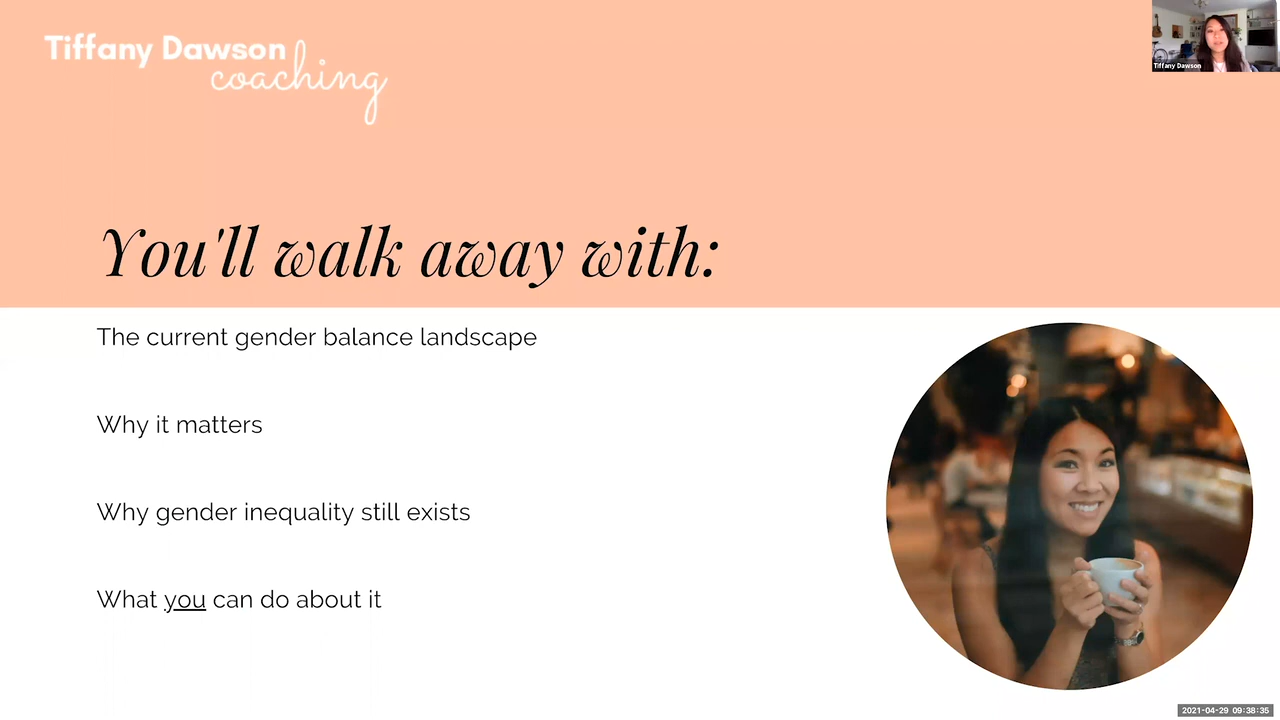 Tiffany Dawson
coaching
Tiffany Dawson
You'll walk away with:
The current gender balance landscape
Why it matters
Why gender inequality still exists
What you can do about it
2021-04-29 09:38:35